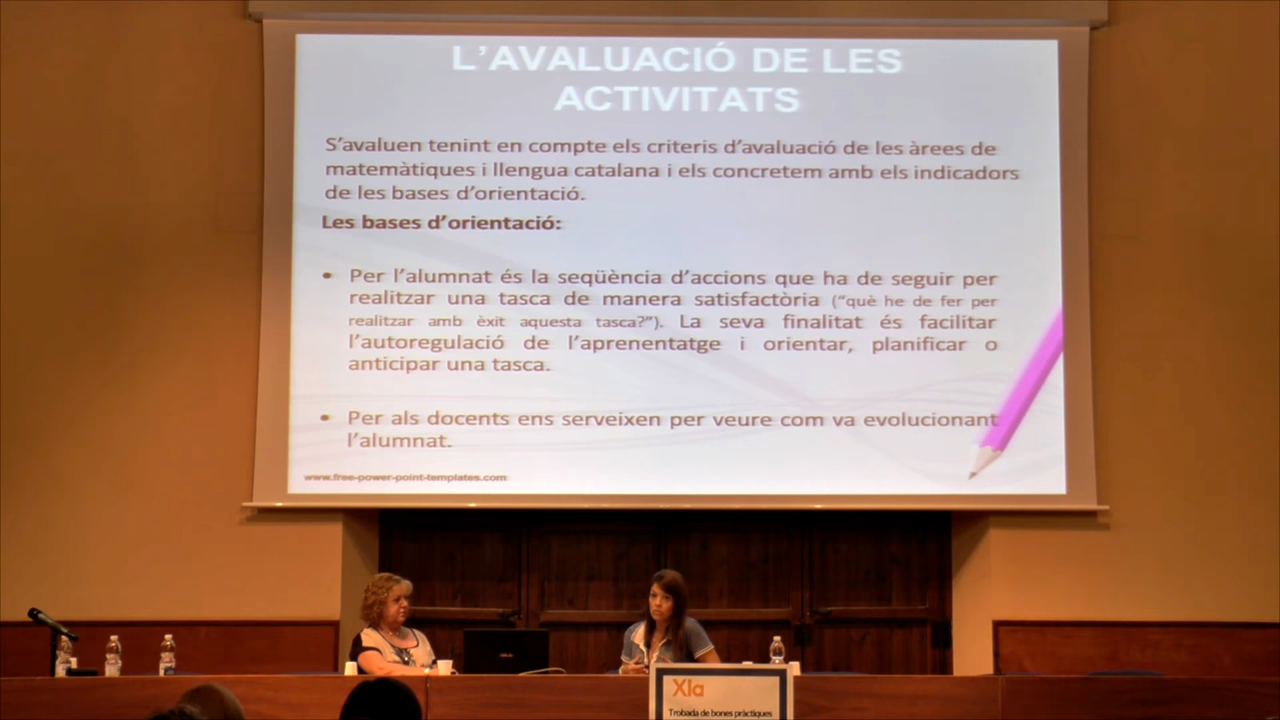 L'AVALUACIÓ DE LES
ACTIVITATS
S'avaluen tenint en compte els criteris d'avaluació de les àrees de
matemàtiques i llengua catalana i els concretem amb els indicadors
de les bases d'orientació.
Les bases d'orientació:
• Per l'alumnat és la seqüència d'accions que ha de seguir per
realitzar una tasca de manera satisfactòria ("què he de fer per
realitzar amb èxit aquesta tasca?"). La seva finalitat és facilitar
l'autoregulació de l'aprenentatge i orientar, planificar o
anticipar una tasca.
• Per als docents ens serveixen per veure com va evolucionant
l'alumnat.
www.free-power-point-templates.com
XIa
Trobada de bones pràctiques